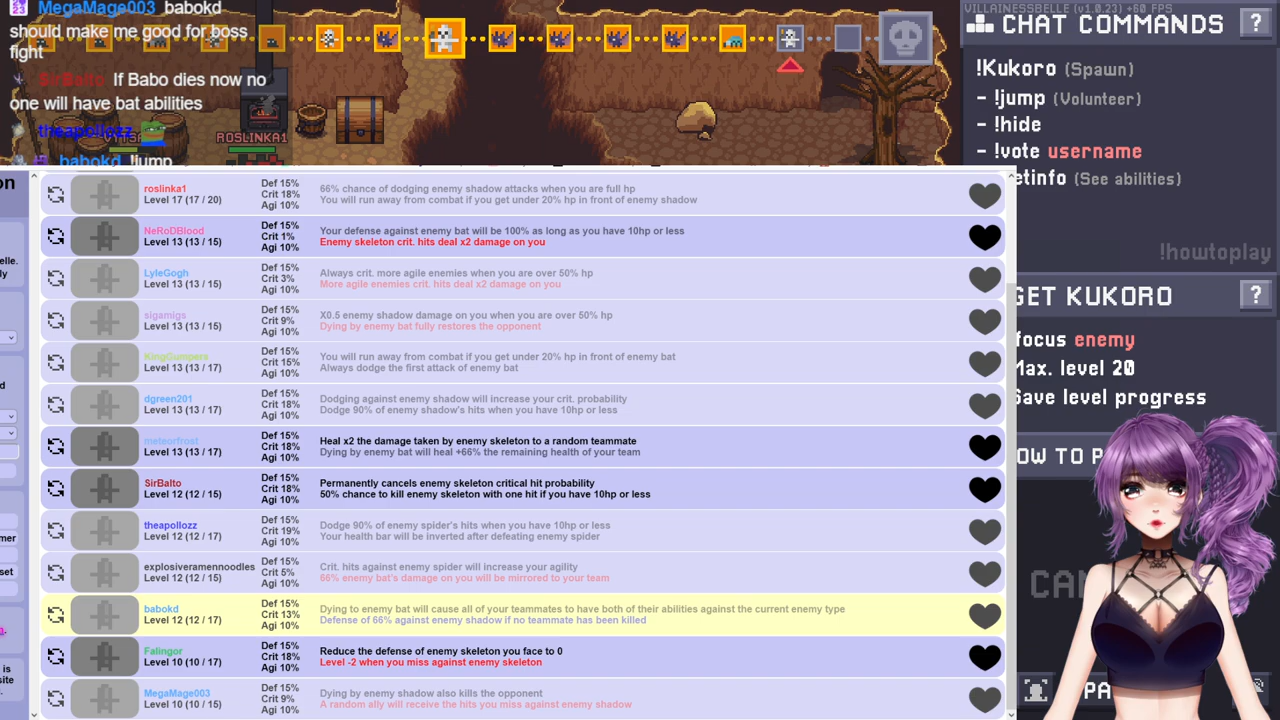 MegaMage003 babokd
should make me good for boss
fight
SirBalto If Babo dies now no
one will have bat abilities
theapollozz
ROSLINKA1
babokd !jump
VILLAINESSBELLE (v1.0.23) +60 FPS
CHAT COMMANDS
?
!Kukoro (Spawn)
- !jump (Volunteer)
- !hide
- !vote username
etinfo (See abilities)
!howtoplay
GET KUKORO
?
focus enemy
Max. level 20
Save level progress
OW TO P
CAN
PA
on
elle.
ly
d
mer
set
is
site
roslinka1
Level 17 (17 / 20)
Def 15%
Crit 18%
Agi 10%
66% chance of dodging enemy shadow attacks when you are full hp
You will run away from combat if you get under 20% hp in front of enemy shadow
NeRoDBlood
Level 13 (13 / 15)
Def 15%
Crit 1%
Agi 10%
Your defense against enemy bat will be 100% as long as you have 10hp or less
Enemy skeleton crit. hits deal x2 damage on you
LyleGogh
Level 13 (13 / 15)
Def 15%
Crit 3%
Agi 10%
Always crit. more agile enemies when you are over 50% hp
More agile enemies crit. hits deal x2 damage on you
sigamigs
Level 13 (13 / 15)
Def 15%
Crit 9%
Agi 10%
X0.5 enemy shadow damage on you when you are over 50% hp
Dying by enemy bat fully restores the opponent
KingGumpers
Level 13 (13 / 17)
Def 15%
Crit 15%
Agi 10%
You will run away from combat if you get under 20% hp in front of enemy bat
Always dodge the first attack of enemy bat
dgreen201
Level 13 (13 / 17)
Def 15%
Crit 18%
Agi 10%
Dodging against enemy shadow will increase your crit. probability
Dodge 90% of enemy shadow's hits when you have 10hp or less
meteorfrost
Level 13 (13 / 17)
Def 15%
Crit 18%
Agi 10%
Heal x2 the damage taken by enemy skeleton to a random teammate
Dying by enemy bat will heal +66% the remaining health of your team
SirBalto
Level 12 (12 / 15)
Def 15%
Crit 18%
Agi 10%
Permanently cancels enemy skeleton critical hit probability
50% chance to kill enemy skeleton with one hit if you have 10hp or less
theapollozz
Level 12 (12 / 17)
Def 15%
Crit 19%
Agi 10%
Dodge 90% of enemy spider's hits when you have 10hp or less
Your health bar will be inverted after defeating enemy spider
explosiveramennoodles
Level 12 (12 / 15)
Def 15%
Crit 5%
Agi 10%
Crit. hits against enemy spider will increase your agility
66% enemy bat's damage on you will be mirrored to your team
babokd
Level 12 (12 / 17)
Def 15%
Crit 13%
Agi 10%
Dying to enemy bat will cause all of your teammates to have both of their abilities against the current enemy type
Defense of 66% against enemy shadow if no teammate has been killed
Falingor
Level 10 (10 / 17)
Def 15%
Crit 18%
Agi 10%
Reduce the defense of enemy skeleton you face to 0
Level -2 when you miss against enemy skeleton
MegaMage003
Level 10 (10 / 15)
Def 15%
Crit 9%
Agi 10%
Dying by enemy shadow also kills the opponent
A random ally will receive the hits you miss against enemy shadow